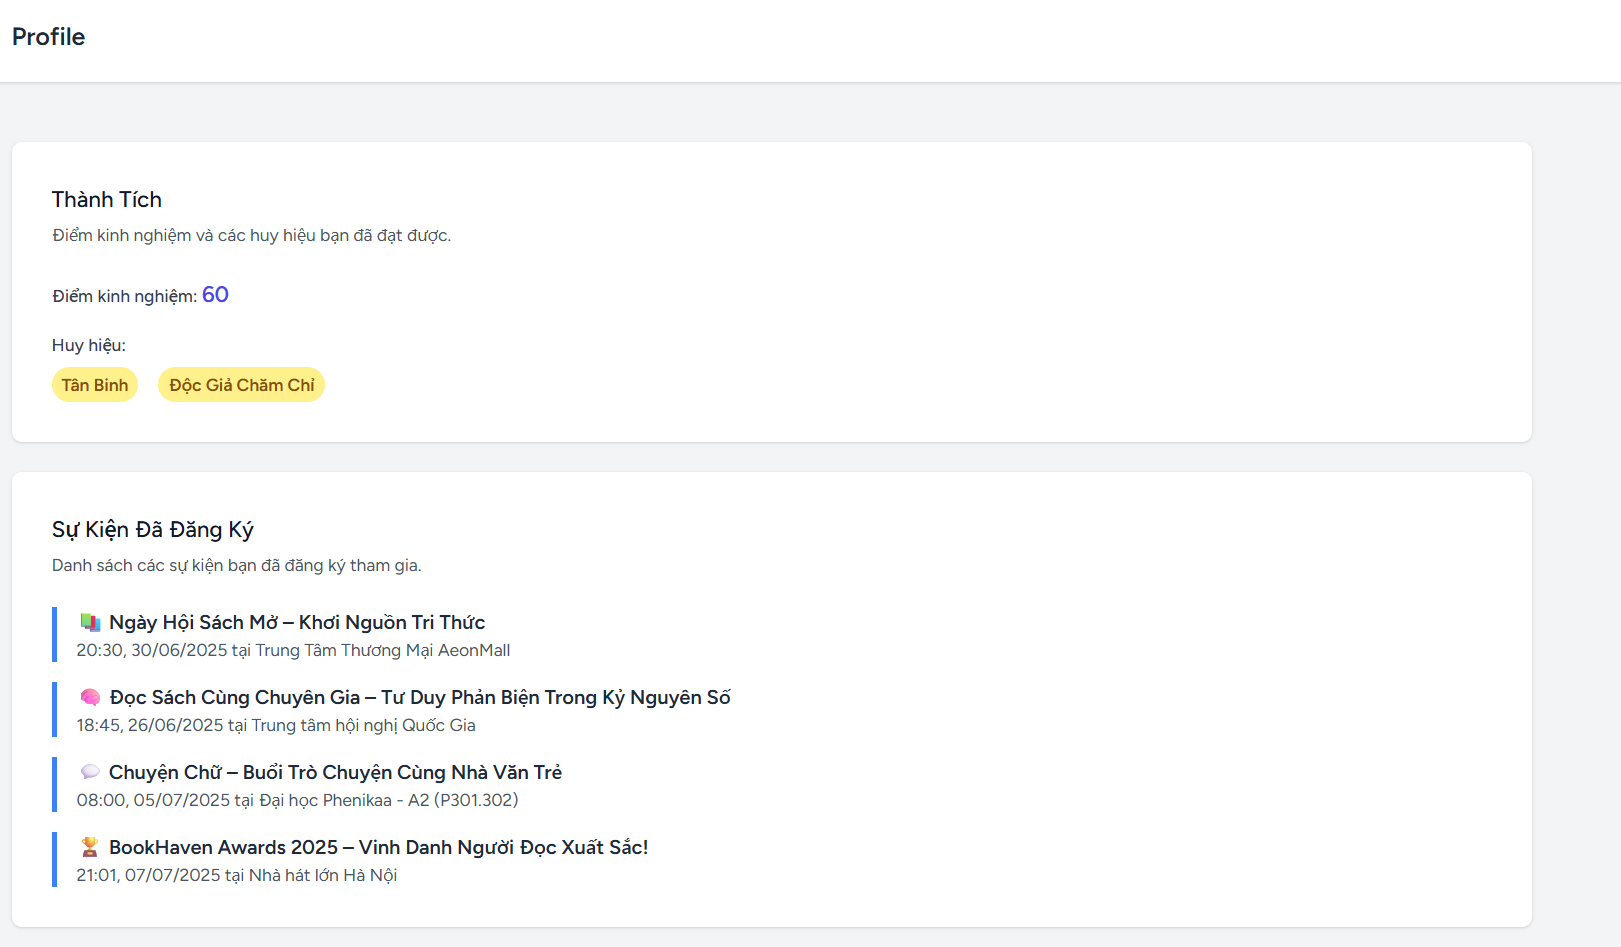 Profile
Thành Tích
Điểm kinh nghiệm và các huy hiệu bạn đã đạt được.
Điểm kinh nghiệm: 60
Huy hiệu:
Tân Binh Độc Giả Chăm Chỉ
Sự Kiện Đã Đăng Ký
Danh sách các sự kiện bạn đã đăng ký tham gia.
📚 Ngày Hội Sách Mở – Khơi Nguồn Tri Thức
20:30, 30/06/2025 tại Trung Tâm Thương Mại AeonMall
🧠 Đọc Sách Cùng Chuyên Gia – Tư Duy Phản Biện Trong Kỷ Nguyên Số
18:45, 26/06/2025 tại Trung tâm hội nghị Quốc Gia
💬 Chuyện Chữ – Buổi Trò Chuyện Cùng Nhà Văn Trẻ
08:00, 05/07/2025 tại Đại học Phenikaa - A2 (P301.302)
🏆 BookHaven Awards 2025 – Vinh Danh Người Đọc Xuất Sắc!
21:01, 07/07/2025 tại Nhà hát lớn Hà Nội